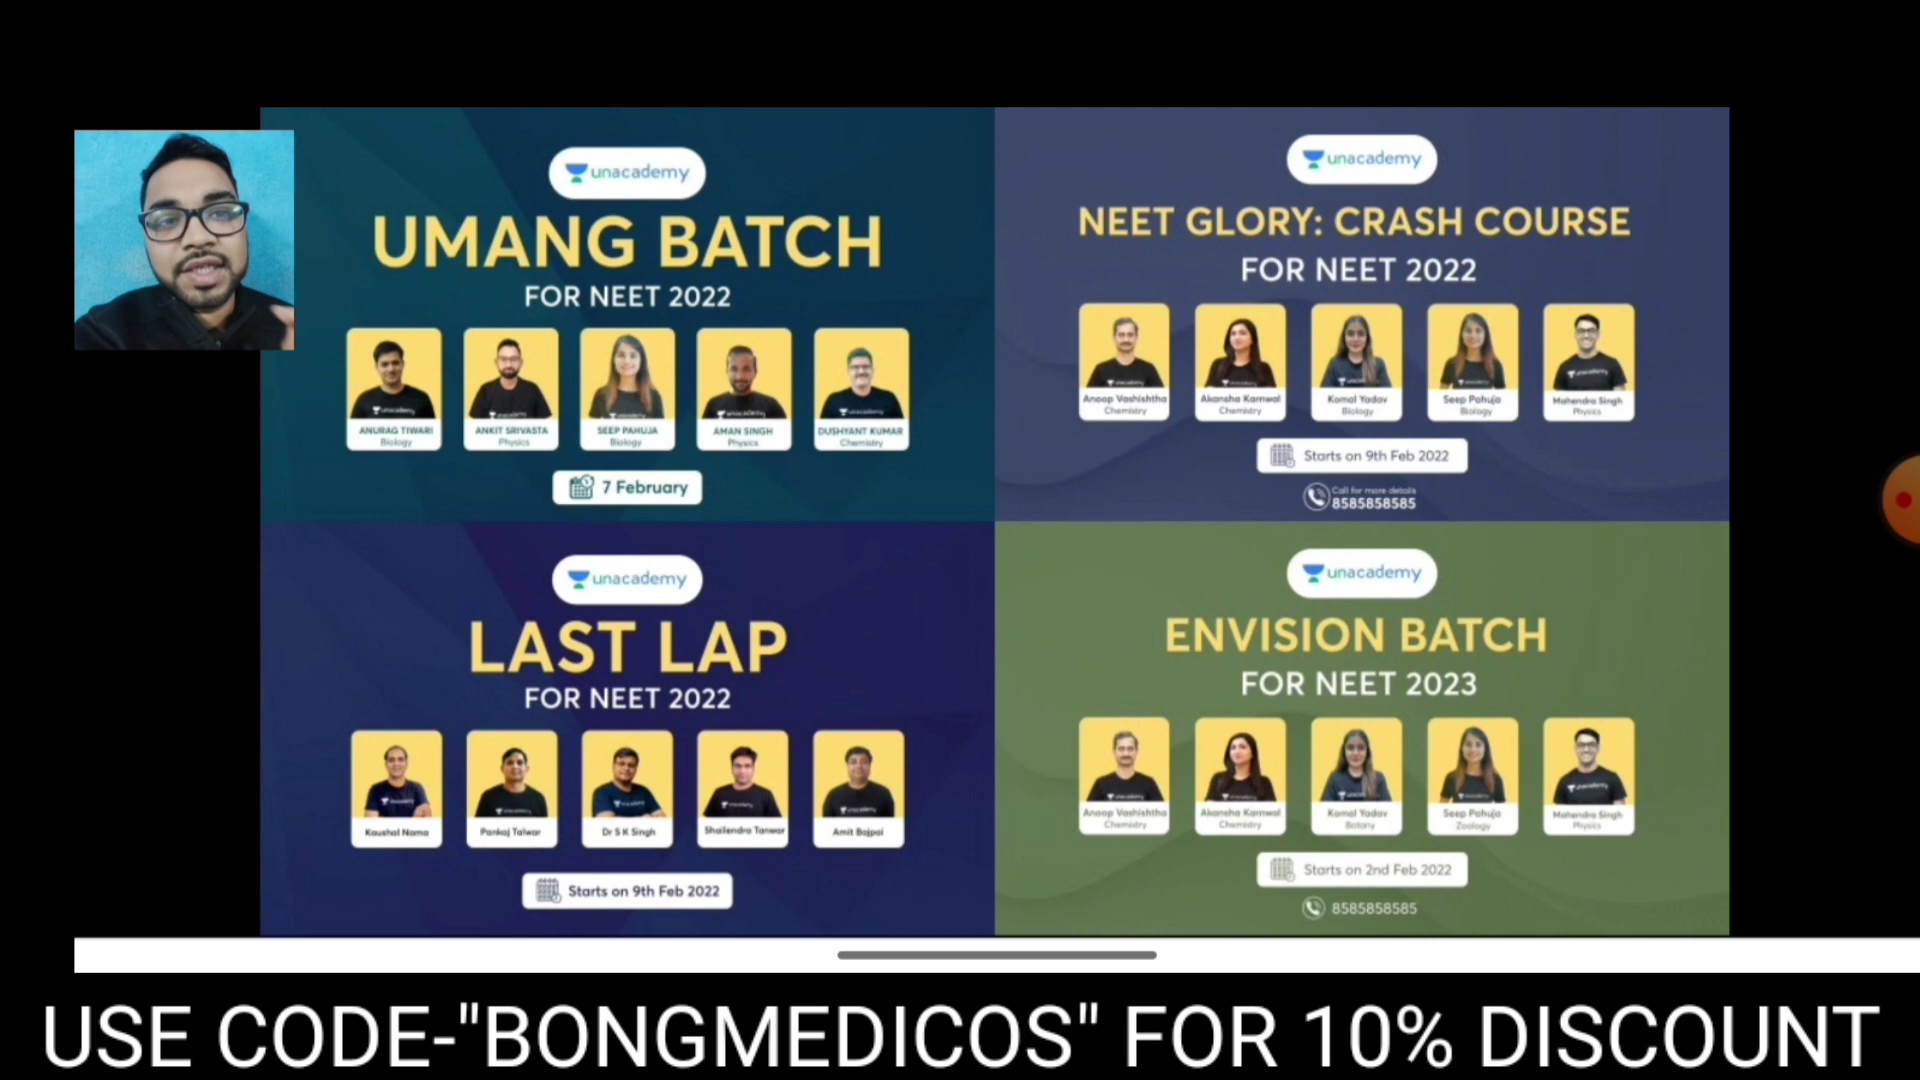 unacademy
UMANG BATCH
FOR NEET 2022
ANURAG TIWARI
Biology
ANKIT SRIVASTA
Physics
SEEP PAHUJA
Biology
AMAN SINGH
Physics
DUSHYANT KUMAR
Chemistry
7 February
unacademy
NEET GLORY: CRASH COURSE
FOR NEET 2022
Anoop Vashishtha
Chemistry
Akansha Karnwal
Chemistry
Komal Yadav
Biology
Seep Pahuja
Biology
Mahendra Singh
Physics
Starts on 9th Feb 2022
Call for more details
8585858585
unacademy
LAST LAP
FOR NEET 2022
Kaushal Nama
Pankaj Talwar
Dr S K Singh
Shailendra Tanwar
Amit Bajpai
Starts on 9th Feb 2022
unacademy
ENVISION BATCH
FOR NEET 2023
Anoop Vashishtha
Chemistry
Akansha Karnwal
Chemistry
Komal Yadav
Botany
Seep Pahuja
Zoology
Mahendra Singh
Physics
Starts on 2nd Feb 2022
8585858585
USE CODE-"BONGMEDICOS" FOR 10% DISCOUNT